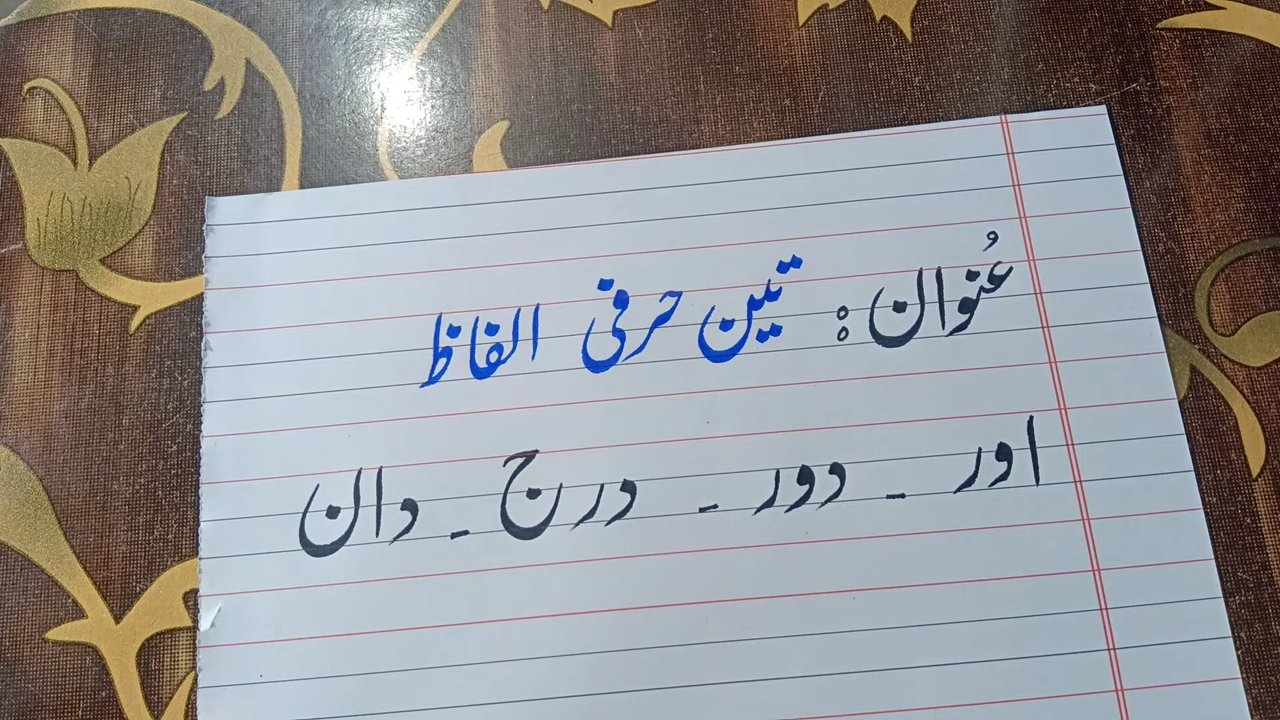 عُنوان: تین حرفی الفاظ
اور ۔ دور ۔ درج ۔ دان